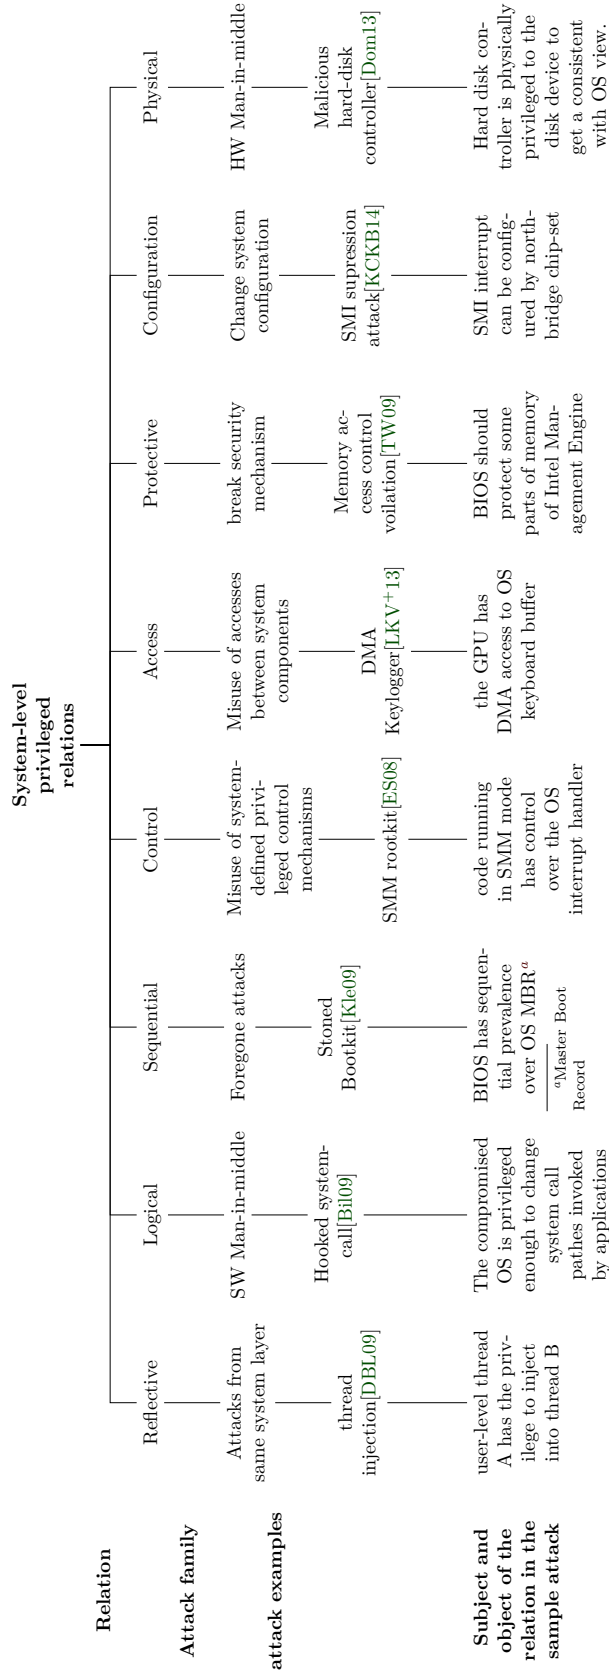 System-level
privileged
relations
Relation
Reflective
Logical
Sequential
Control
Access
Protective
Configuration
Physical
Attack family
Attacks from
same system layer
SW Man-in-middle
Foregone attacks
Misuse of system-
defined privi-
leged control
mechanisms
Misuse of accesses
between system
components
break security
mechanism
Change system
configuration
HW Man-in-middle
attack examples
thread
injection[DBL09]
Hooked system-
call[Bil09]
Stoned
Bootkit[Kle09]
SMM rootkit[ES08]
DMA
Keylogger[LKV+13]
Memory ac-
cess control
voilation[TW09]
SMI supression
attack[KCKB14]
Malicious
hard-disk
controller[Dom13]
Subject and
object of the
relation in the
sample attack
user-level thread
A has the priv-
ilege to inject
into thread B
The compromised
OS is privileged
enough to change
system call
pathes invoked
by applications
BIOS has sequen-
tial prevalence
over OS MBRa
aMaster Boot
Record
code running
in SMM mode
has control
over the OS
interrupt handler
the GPU has
DMA access to OS
keyboard buffer
BIOS should
protect some
parts of memory
of Intel Man-
agement Engine
SMI interrupt
can be config-
ured by north-
bridge chip-set
Hard disk con-
troller is physically
privileged to the
disk device to
get a consistent
with OS view.